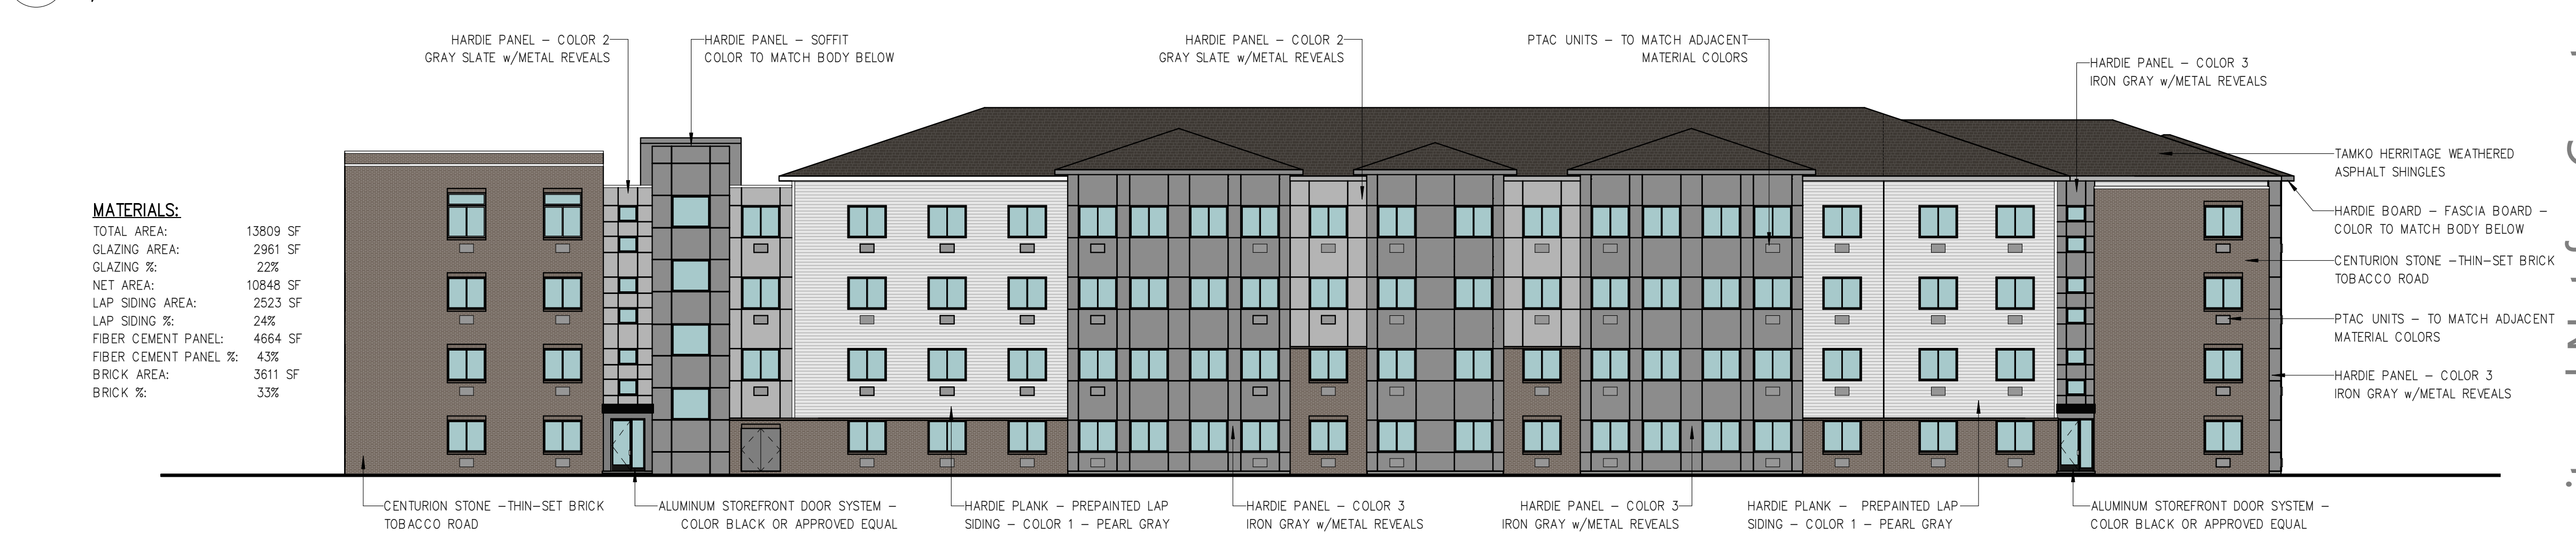 HARDIE PANEL – COLOR 2
GRAY SLATE w/METAL REVEALS
HARDIE PANEL – SOFFIT
COLOR TO MATCH BODY BELOW
HARDIE PANEL – COLOR 2
GRAY SLATE w/METAL REVEALS
PTAC UNITS – TO MATCH ADJACENT
MATERIAL COLORS
HARDIE PANEL – COLOR 3
IRON GRAY w/METAL REVEALS
MATERIALS:
TOTAL AREA: 13809 SF
GLAZING AREA: 2961 SF
GLAZING %: 22%
NET AREA: 10848 SF
LAP SIDING AREA: 2523 SF
LAP SIDING %: 24%
FIBER CEMENT PANEL: 4664 SF
FIBER CEMENT PANEL %: 43%
BRICK AREA: 3611 SF
BRICK %: 33%
TAMKO HERRITAGE WEATHERED
ASPHALT SHINGLES
HARDIE BOARD – FASCIA BOARD –
COLOR TO MATCH BODY BELOW
CENTURION STONE –THIN-SET BRICK
TOBACCO ROAD
PTAC UNITS – TO MATCH ADJACENT
MATERIAL COLORS
HARDIE PANEL – COLOR 3
IRON GRAY w/METAL REVEALS
CENTURION STONE –THIN-SET BRICK
TOBACCO ROAD
ALUMINUM STOREFRONT DOOR SYSTEM –
COLOR BLACK OR APPROVED EQUAL
HARDIE PLANK – PREPAINTED LAP
SIDING – COLOR 1 – PEARL GRAY
HARDIE PANEL – COLOR 3
IRON GRAY w/METAL REVEALS
HARDIE PANEL – COLOR 3
IRON GRAY w/METAL REVEALS
HARDIE PLANK – PREPAINTED LAP
SIDING – COLOR 1 – PEARL GRAY
ALUMINUM STOREFRONT DOOR SYSTEM –
COLOR BLACK OR APPROVED EQUAL